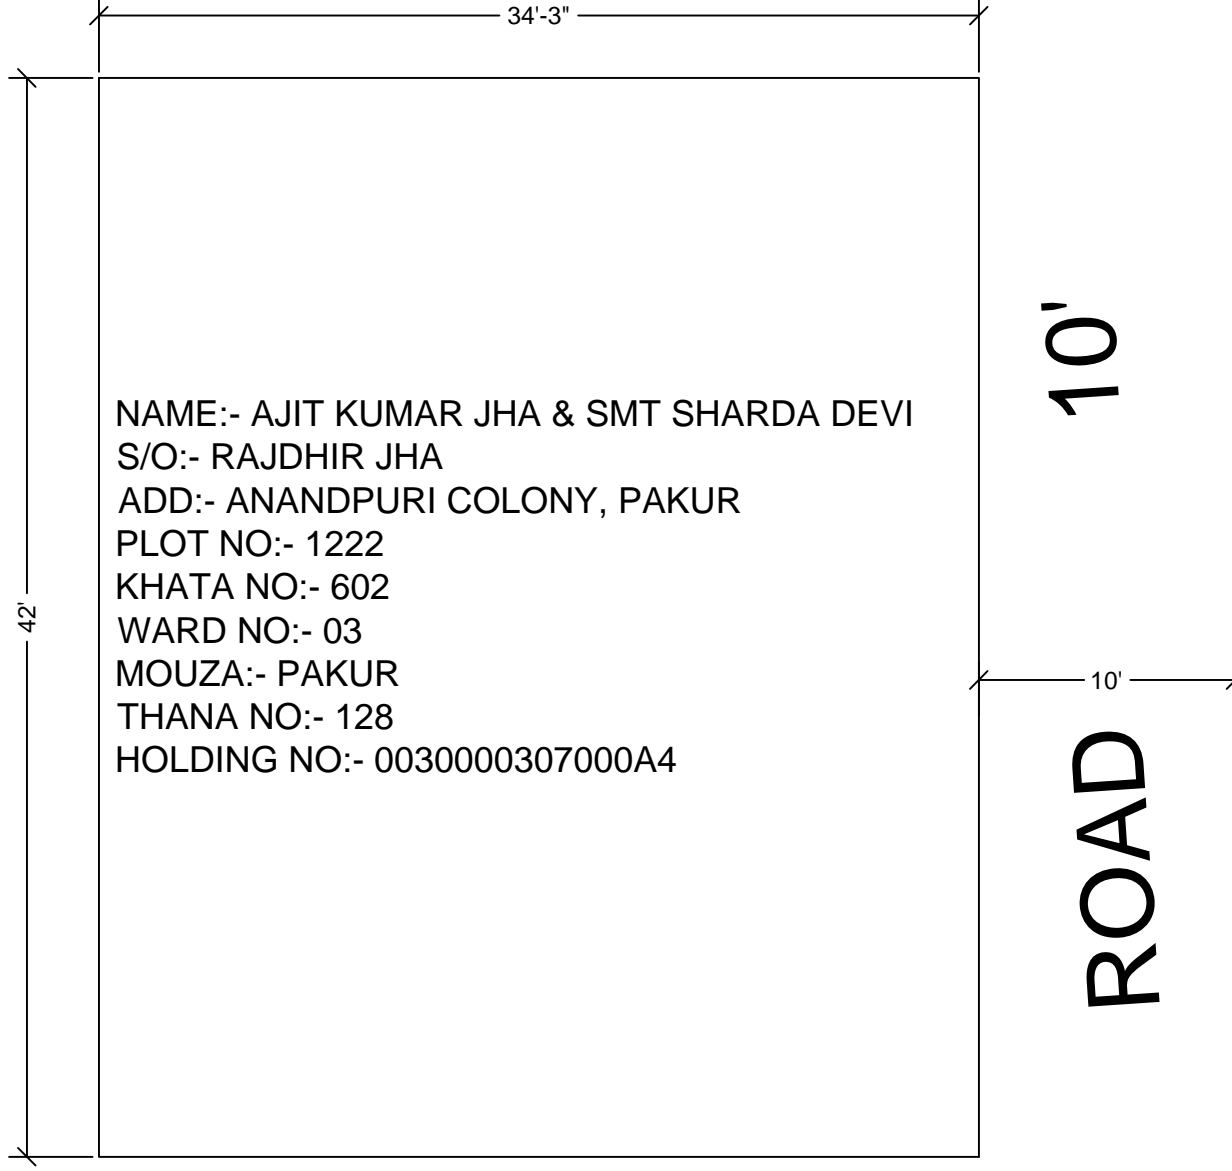 34'-3"
NAME:- AJIT KUMAR JHA & SMT SHARDA DEVI
S/O:- RAJDHIR JHA
ADD:- ANANDPURI COLONY, PAKUR
PLOT NO:- 1222
KHATA NO:- 602
WARD NO:- 03
MOUZA:- PAKUR
THANA NO:- 128
HOLDING NO:- 0030000307000A4
42'
10'
ROAD 10'